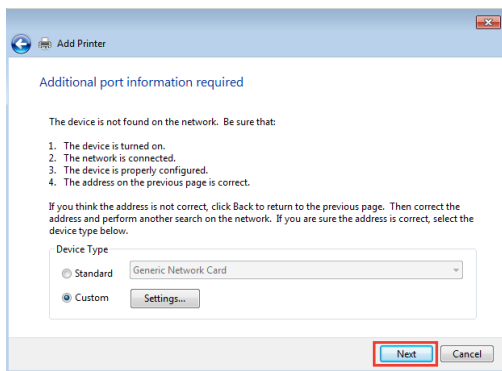 Add Printer
Additional port information required
The device is not found on the network. Be sure that:
1. The device is turned on.
2. The network is connected.
3. The device is properly configured.
4. The address on the previous page is correct.
If you think the address is not correct, click Back to return to the previous page. Then correct the
address and perform another search on the network. If you are sure the address is correct, select the
device type below.
Device Type
Standard Generic Network Card
Custom Settings...
Next Cancel